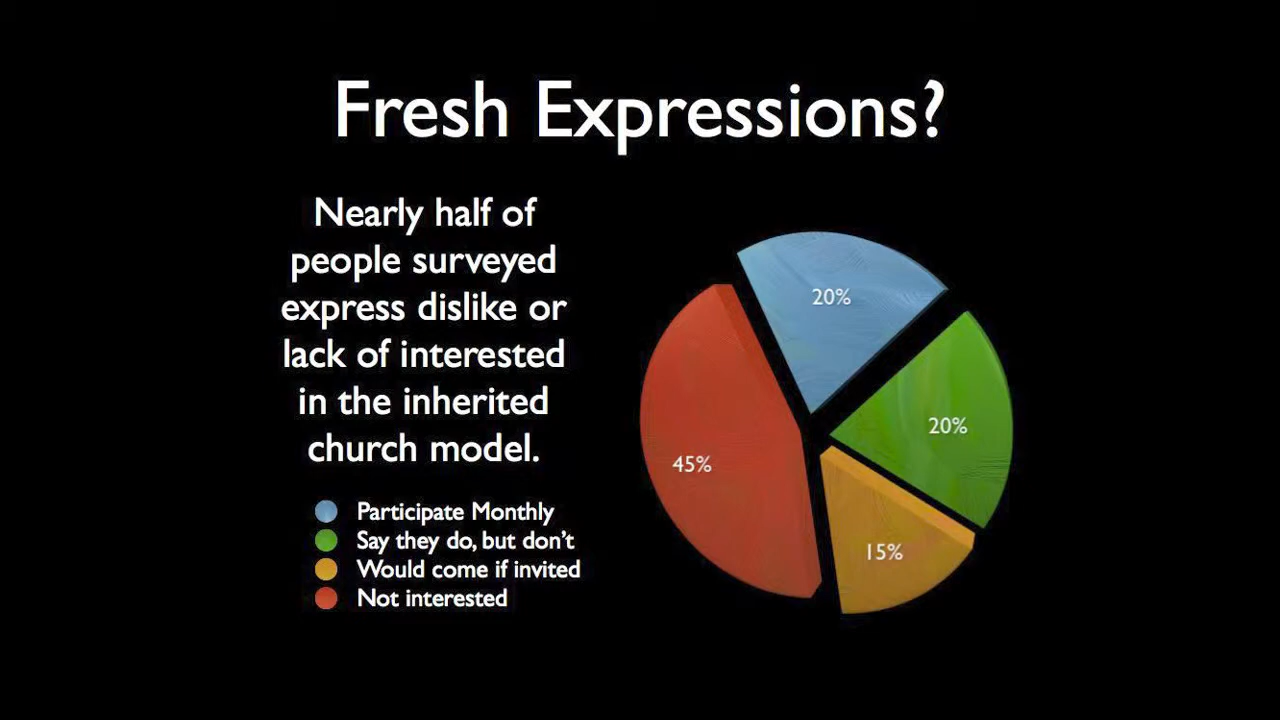 Fresh Expressions?
Nearly half of
people surveyed
express dislike or
lack of interested
in the inherited
church model.
Participate Monthly
Say they do, but don't
Would come if invited
Not interested
20%
20%
45%
15%